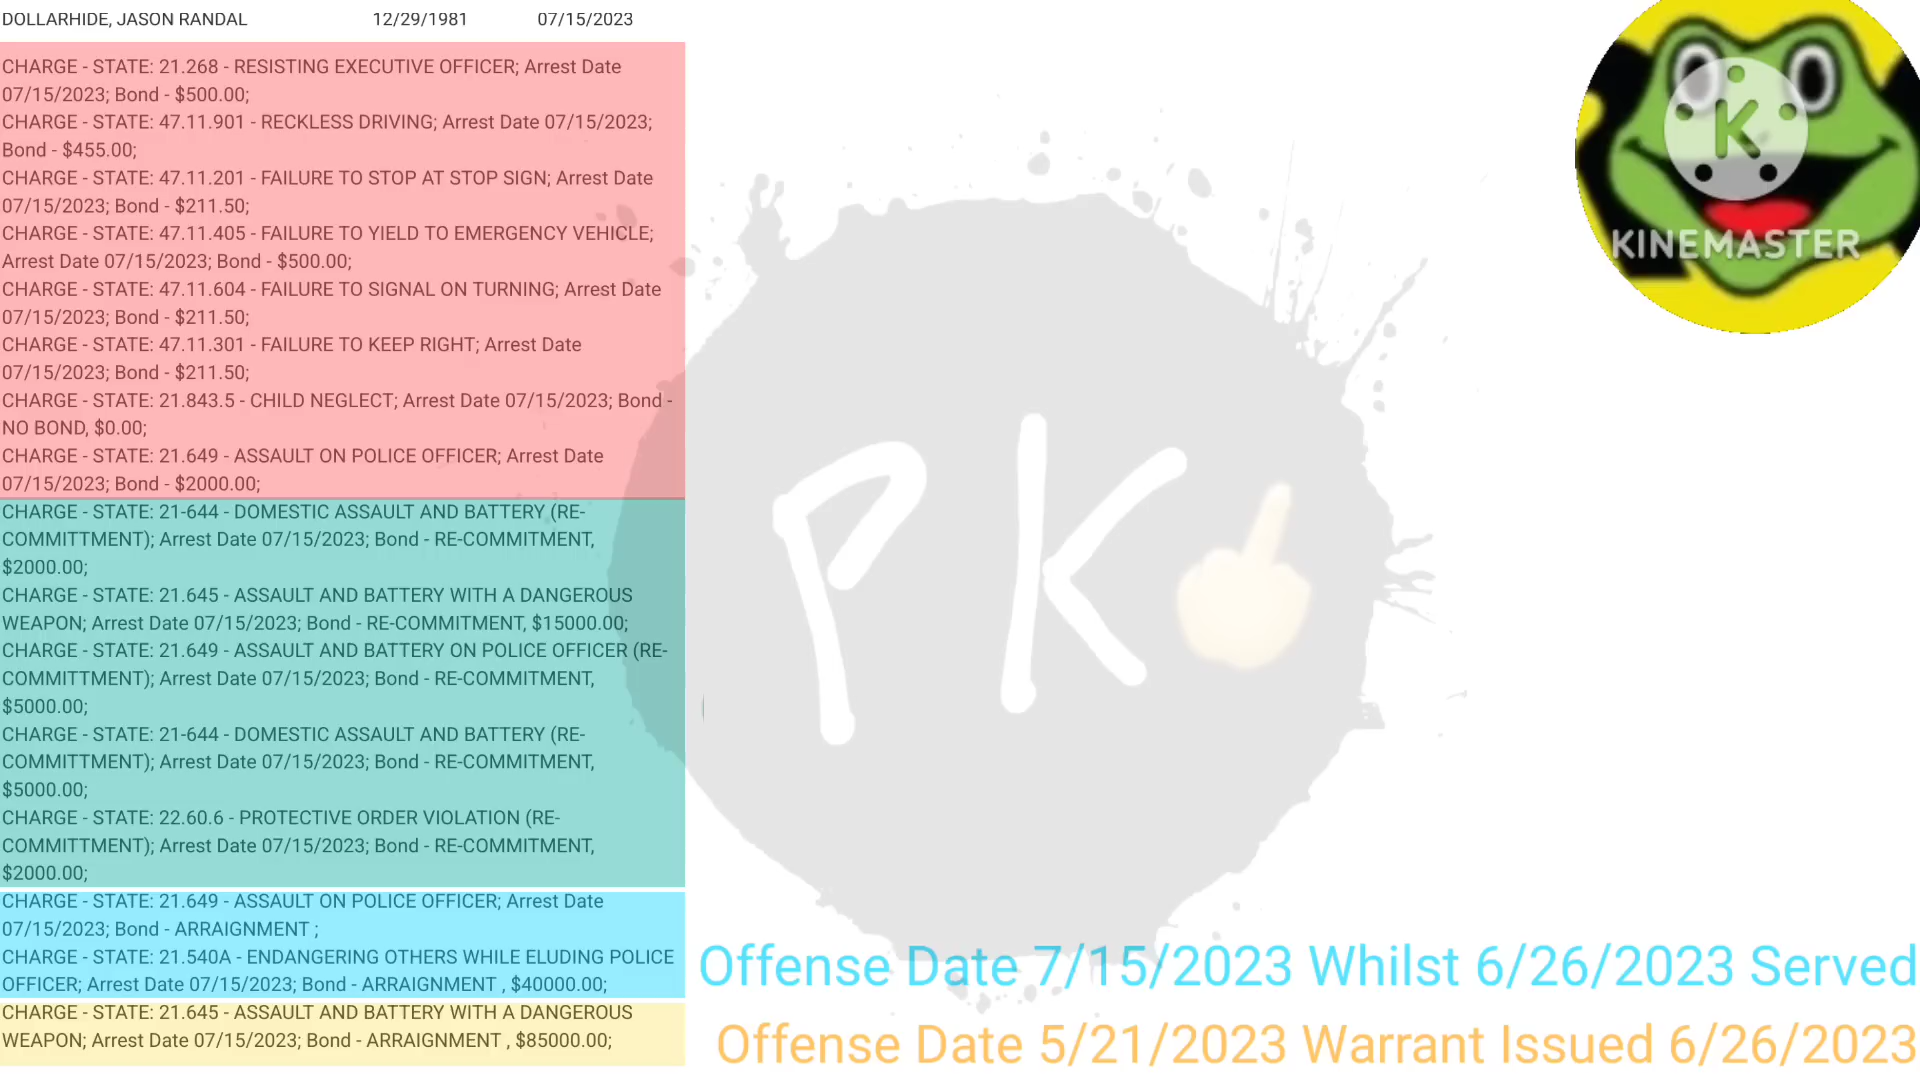 DOLLARHIDE, JASON RANDAL 12/29/1981 07/15/2023
CHARGE - STATE: 21.268 - RESISTING EXECUTIVE OFFICER; Arrest Date
07/15/2023; Bond - $500.00;
CHARGE - STATE: 47.11.901 - RECKLESS DRIVING; Arrest Date 07/15/2023;
Bond - $455.00;
CHARGE - STATE: 47.11.201 - FAILURE TO STOP AT STOP SIGN; Arrest Date
07/15/2023; Bond - $211.50;
CHARGE - STATE: 47.11.405 - FAILURE TO YIELD TO EMERGENCY VEHICLE;
Arrest Date 07/15/2023; Bond - $500.00;
CHARGE - STATE: 47.11.604 - FAILURE TO SIGNAL ON TURNING; Arrest Date
07/15/2023; Bond - $211.50;
CHARGE - STATE: 47.11.301 - FAILURE TO KEEP RIGHT; Arrest Date
07/15/2023; Bond - $211.50;
CHARGE - STATE: 21.843.5 - CHILD NEGLECT; Arrest Date 07/15/2023; Bond -
NO BOND, $0.00;
CHARGE - STATE: 21.649 - ASSAULT ON POLICE OFFICER; Arrest Date
07/15/2023; Bond - $2000.00;
CHARGE - STATE: 21-644 - DOMESTIC ASSAULT AND BATTERY (RE-
COMMITTMENT); Arrest Date 07/15/2023; Bond - RE-COMMITMENT,
$2000.00;
CHARGE - STATE: 21.645 - ASSAULT AND BATTERY WITH A DANGEROUS
WEAPON; Arrest Date 07/15/2023; Bond - RE-COMMITMENT, $15000.00;
CHARGE - STATE: 21.649 - ASSAULT AND BATTERY ON POLICE OFFICER (RE-
COMMITTMENT); Arrest Date 07/15/2023; Bond - RE-COMMITMENT,
$5000.00;
CHARGE - STATE: 21-644 - DOMESTIC ASSAULT AND BATTERY (RE-
COMMITTMENT); Arrest Date 07/15/2023; Bond - RE-COMMITMENT,
$5000.00;
CHARGE - STATE: 22.60.6 - PROTECTIVE ORDER VIOLATION (RE-
COMMITTMENT); Arrest Date 07/15/2023; Bond - RE-COMMITMENT,
$2000.00;
CHARGE - STATE: 21.649 - ASSAULT ON POLICE OFFICER; Arrest Date
07/15/2023; Bond - ARRAIGNMENT ;
CHARGE - STATE: 21.540A - ENDANGERING OTHERS WHILE ELUDING POLICE
OFFICER; Arrest Date 07/15/2023; Bond - ARRAIGNMENT , $40000.00;
CHARGE - STATE: 21.645 - ASSAULT AND BATTERY WITH A DANGEROUS
WEAPON; Arrest Date 07/15/2023; Bond - ARRAIGNMENT , $85000.00;
PK
K
KINEMASTER
Offense Date 7/15/2023 Whilst 6/26/2023 Served
Offense Date 5/21/2023 Warrant Issued 6/26/2023